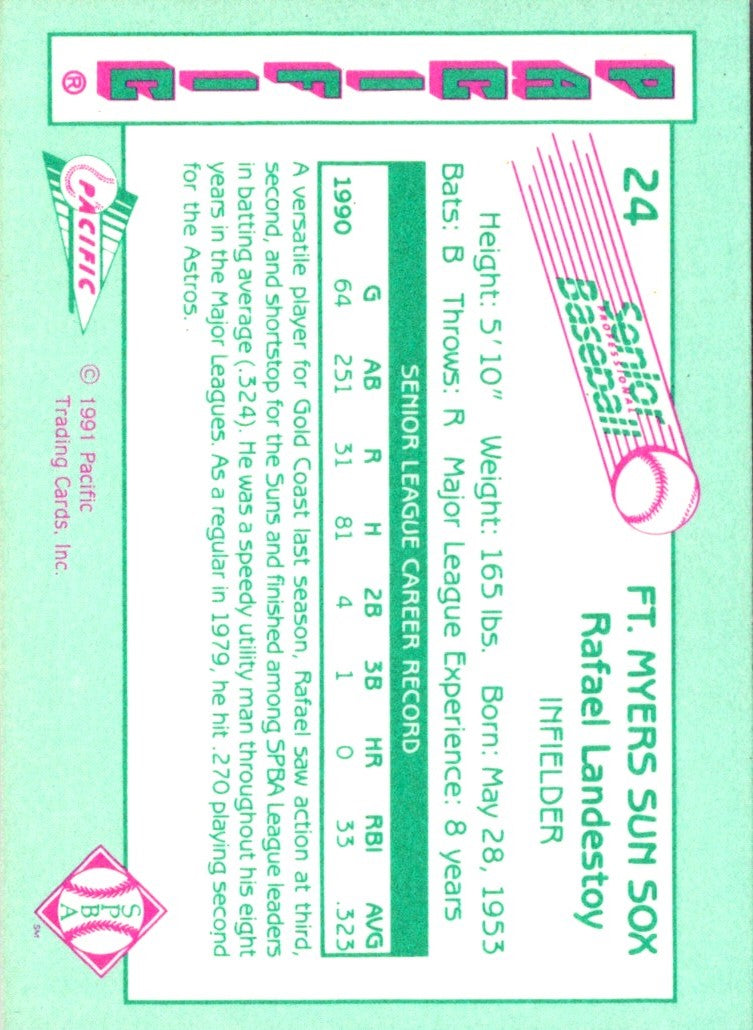 PACIFIC®
24
Senior
PROFESSIONAL
Baseball
FT. MYERS SUN SOX
Rafael Landestoy
INFIELDER
Height: 5'10" Weight: 165 lbs. Born: May 28, 1953
Bats: B Throws: R Major League Experience: 8 years
SENIOR LEAGUE CAREER RECORD
G AB R H 2B 3B HR RBI AVG
1990 64 251 31 81 4 1 0 33 .323
A versatile player for Gold Coast last season, Rafael saw action at third,
second, and shortstop for the Suns and finished among SPBA League leaders
in batting average (.324). He was a speedy utility man throughout his eight
years in the Major Leagues. As a regular in 1979, he hit .270 playing second
for the Astros.
PACIFIC
© 1991 Pacific
Trading Cards, Inc.
S
PB
A
SM